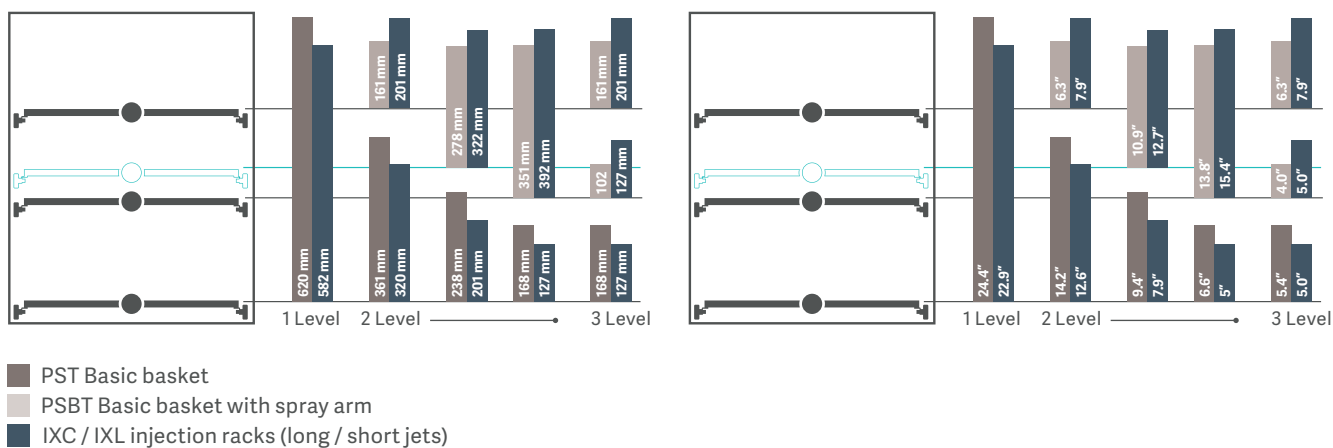 161 mm
201 mm
278 mm
322 mm
351 mm
392 mm
161 mm
201 mm
102
127 mm
620 mm
582 mm
361 mm
320 mm
238 mm
201 mm
168 mm
127 mm
168 mm
127 mm
1 Level
2 Level
3 Level
6.3"
7.9"
10.9"
12.7"
13.8"
15.4"
6.3"
7.9"
4.0"
5.0"
24.4"
22.9"
14.2"
12.6"
9.4"
7.9"
6.6"
5"
5.4"
5.0"
1 Level
2 Level
3 Level
PST Basic basket
PSBT Basic basket with spray arm
IXC / IXL injection racks (long / short jets)